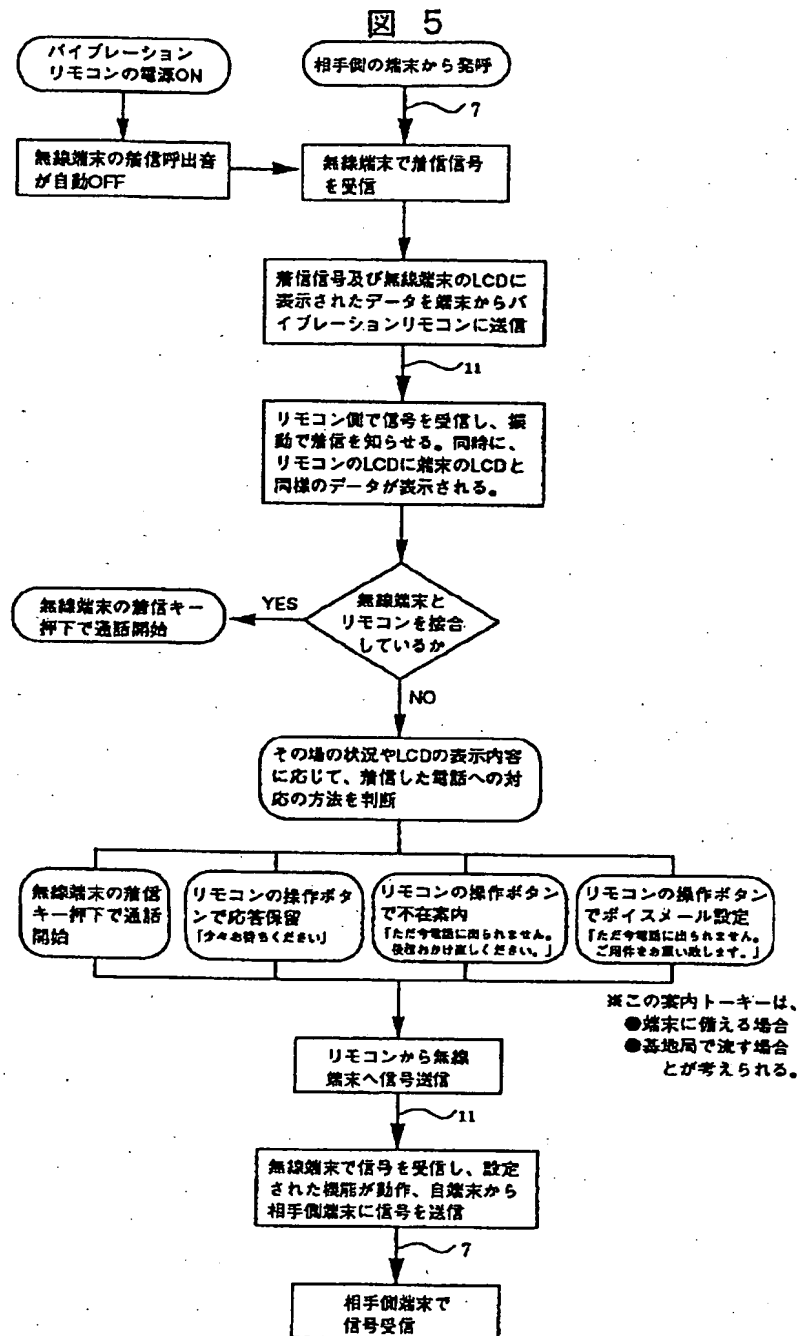 図 5
バイブレーション
リモコンの電源ON
相手側の端末から発呼
7
無線端末の着信呼出音
が自動OFF
無線端末で着信信号
を受信
着信信号及び無線端末のLCDに
表示されたデータを端末からバ
イブレーションリモコンに送信
11
リモコン側で信号を受信し、振
動で着信を知らせる。同時に、
リモコンのLCDに端末のLCDと
同様のデータが表示される。
無線端末と
リモコンを接合
しているか
YES
無線端末の着信キー
押下で通話開始
NO
その場の状況やLCDの表示内容
に応じて、着信した電話への対
応の方法を判断
無線端末の着信
キー押下で通話
開始
リモコンの操作ボタ
ンで応答保留
「少々お待ちください」
リモコンの操作ボタン
で不在案内
「ただ今電話に出られません。
後程おかけ直しください。」
リモコンの操作ボタン
でボイスメール設定
「ただ今電話に出られません。
ご用件をお願い致します。」
※この案内トーキーは、
●端末に備える場合
●基地局で流す場合
とが考えられる。
リモコンから無線
端末へ信号送信
11
無線端末で信号を受信し、設定
された機能が動作、自端末から
相手側端末に信号を送信
7
相手側端末で
信号受信